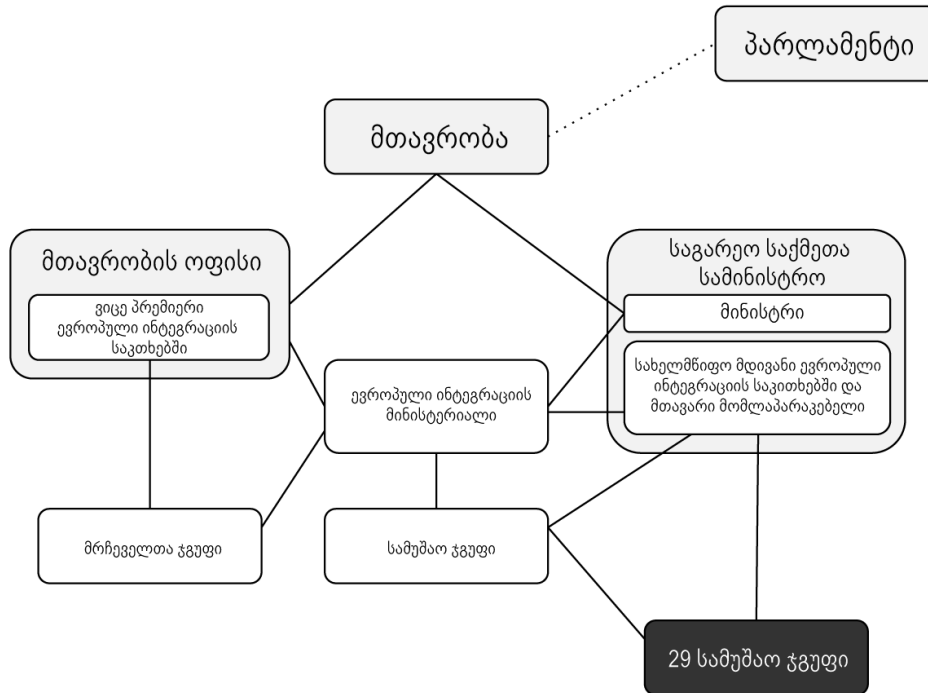 პარლამენტი
მთავრობა
მთავრობის ოფისი
ვიცე პრემიერი
ევროპული ინტეგრაციის
საკთხებში
საგარეო საქმეთა
სამინისტრო
მინისტრი
სახელმწიფო მდივანი ევროპული
ინტეგრაციის საკითხებში და
მთავარი მომლაპარაკებელი
ევროპული ინტეგრაციის
მინისტერიალი
მრჩეველთა ჯგუფი
სამუშაო ჯგუფი
29 სამუშაო ჯგუფი